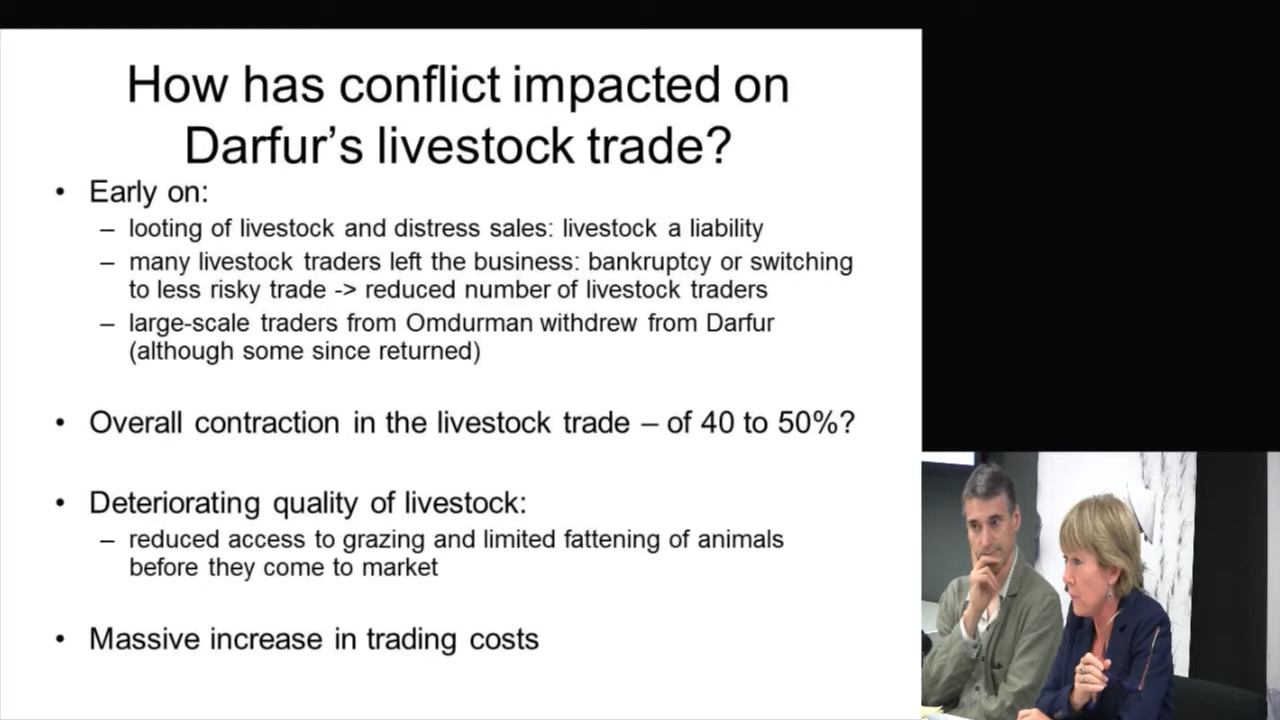 How has conflict impacted on
Darfur’s livestock trade?
• Early on:
– looting of livestock and distress sales: livestock a liability
– many livestock traders left the business: bankruptcy or switching
to less risky trade -> reduced number of livestock traders
– large-scale traders from Omdurman withdrew from Darfur
(although some since returned)
• Overall contraction in the livestock trade – of 40 to 50%?
• Deteriorating quality of livestock:
– reduced access to grazing and limited fattening of animals
before they come to market
• Massive increase in trading costs